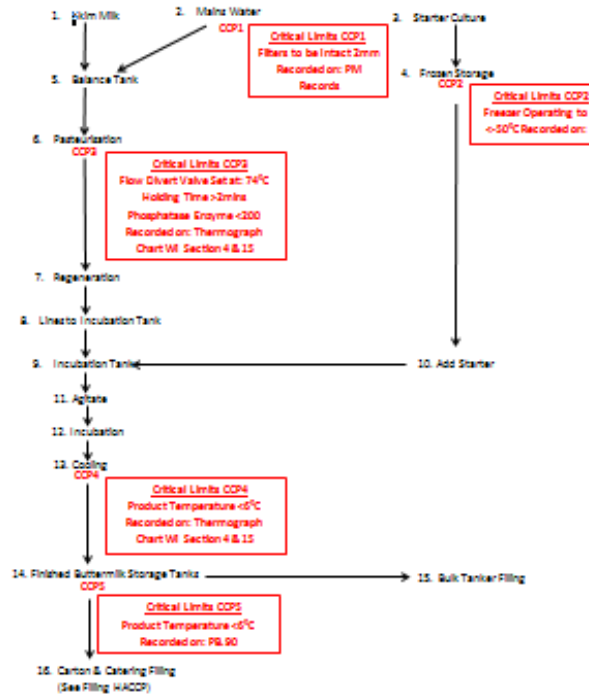 1. Skim Milk
2. Mains Water
CCP1
3. Starter Culture
Critical Limits CCP1
Filters to be Intact 2mm
Recorded on: PM
Records
4. Frozen Storage
CCP2
Critical Limits CCP2
Freezer Operating to
<-50⁰C Recorded on:
5. Balance Tank
6. Pasteurisation
CCP3
Critical Limits CCP3
Flow Divert Valve Set at: 74⁰C
Holding Time >2mins
Phosphatase Enzyme <200
Recorded on: Thermograph
Chart WI Section 4 & 15
7. Regeneration
8. Lines to Incubation Tank
9. Incubation Tank
10. Add Starter
11. Agitate
12. Incubation
13. Cooling
CCP4
Critical Limits CCP4
Product Temperature <6⁰C
Recorded on: Thermograph
Chart WI Section 4 & 15
14. Finished Buttermilk Storage Tanks
CCP5
15. Bulk Tanker Filling
Critical Limits CCP5
Product Temperature <6⁰C
Recorded on: PB.90
16. Carton & Catering Filling
(See Filling HACCP)